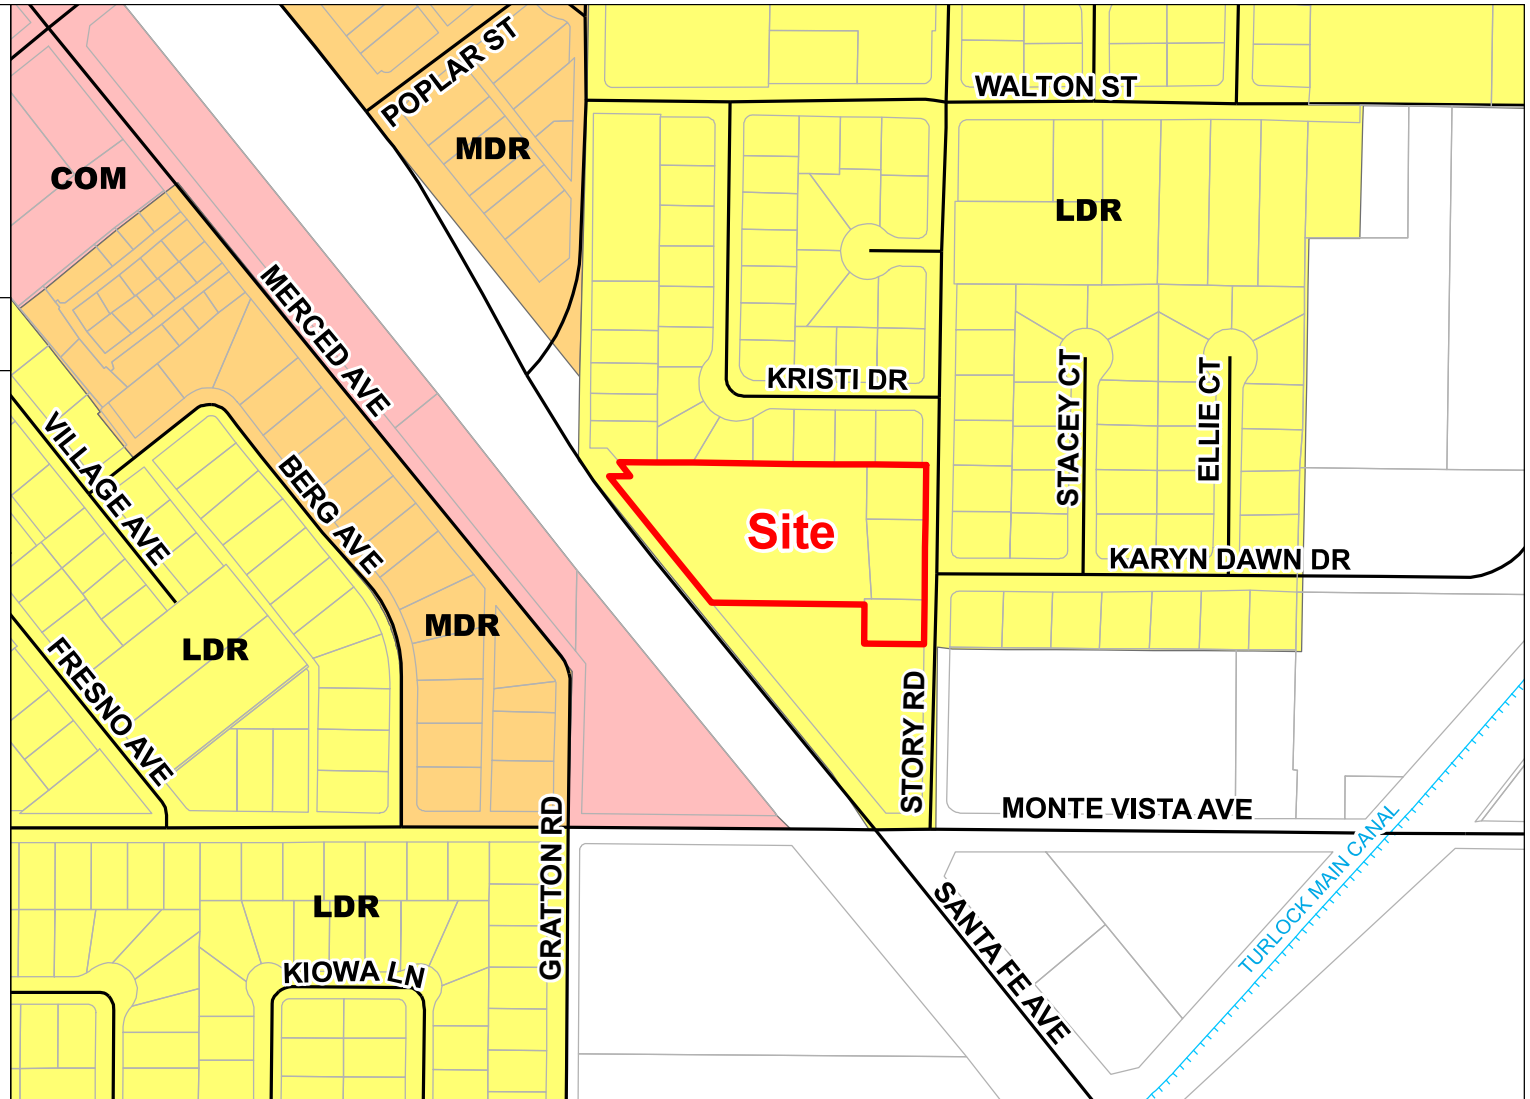 POPLAR ST
WALTON ST
MDR
COM
LDR
MERCED AVE
KRISTI DR
STACEY CT
ELLIE CT
VILLAGE AVE
BERG AVE
Site
KARYN DAWN DR
MDR
LDR
FRESNO AVE
STORY RD
MONTE VISTA AVE
GRATTON RD
TURLOCK MAIN CANAL
LDR
SANTA FE AVE
KIOWA LN